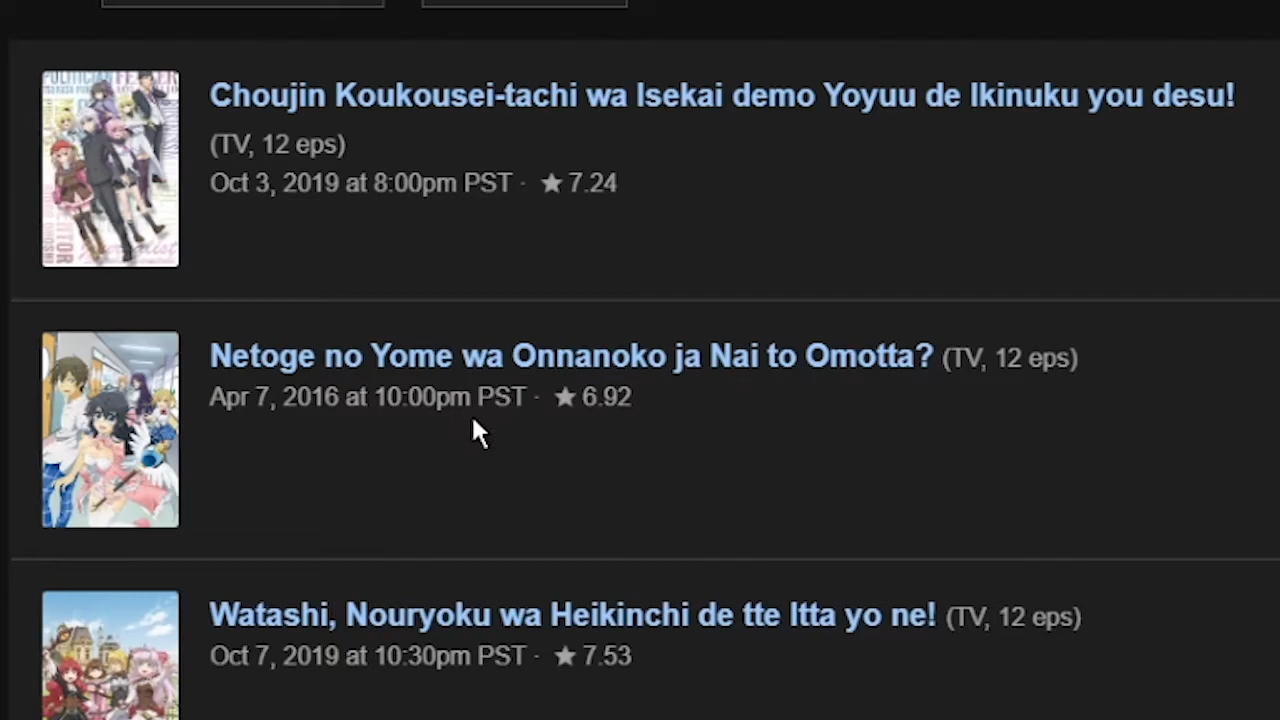 Choujin Koukousei-tachi wa Isekai demo Yoyuu de Ikinuku you desu!
(TV, 12 eps)
Oct 3, 2019 at 8:00pm PST · ★ 7.24
Netoge no Yome wa Onnanoko ja Nai to Omotta? (TV, 12 eps)
Apr 7, 2016 at 10:00pm PST · ★ 6.92
Watashi, Nouryoku wa Heikinchi de tte Itta yo ne! (TV, 12 eps)
Oct 7, 2019 at 10:30pm PST · ★ 7.53